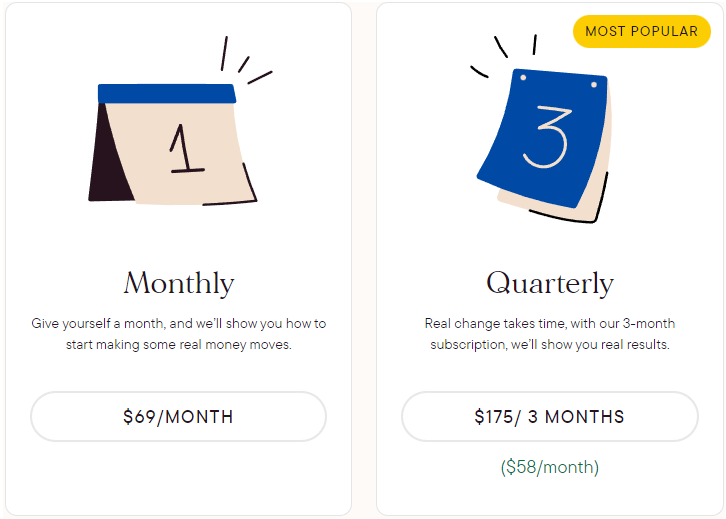 1
Monthly
Give yourself a month, and we'll show you how to
start making some real money moves.
$69/MONTH
MOST POPULAR
3
Quarterly
Real change takes time, with our 3-month
subscription, we'll show you real results.
$175/ 3 MONTHS
($58/month)